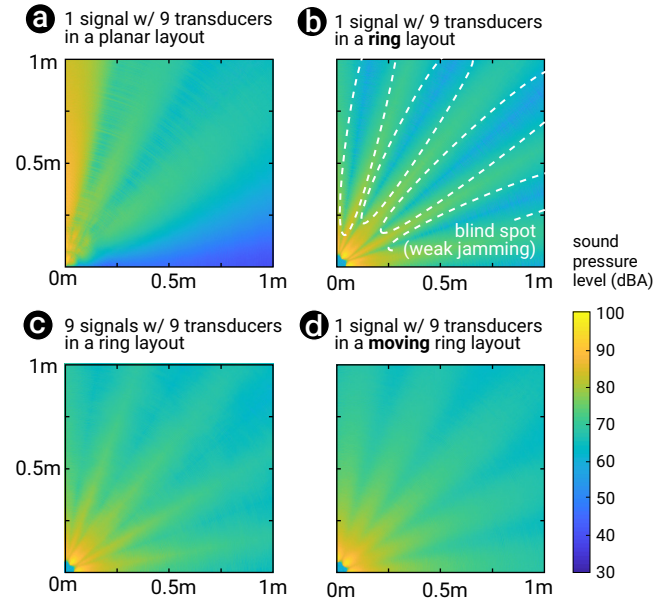 a 1 signal w/ 9 transducers
in a planar layout
b 1 signal w/ 9 transducers
in a ring layout
1m
0.5m
0m 0.5m 1m
blind spot
(weak jamming)
0m 0.5m 1m
c 9 signals w/ 9 transducers
in a ring layout
d 1 signal w/ 9 transducers
in a moving ring layout
1m
0.5m
0m 0.5m 1m
0m 0.5m 1m
sound
pressure
level (dBA)
100
90
80
70
60
50
40
30